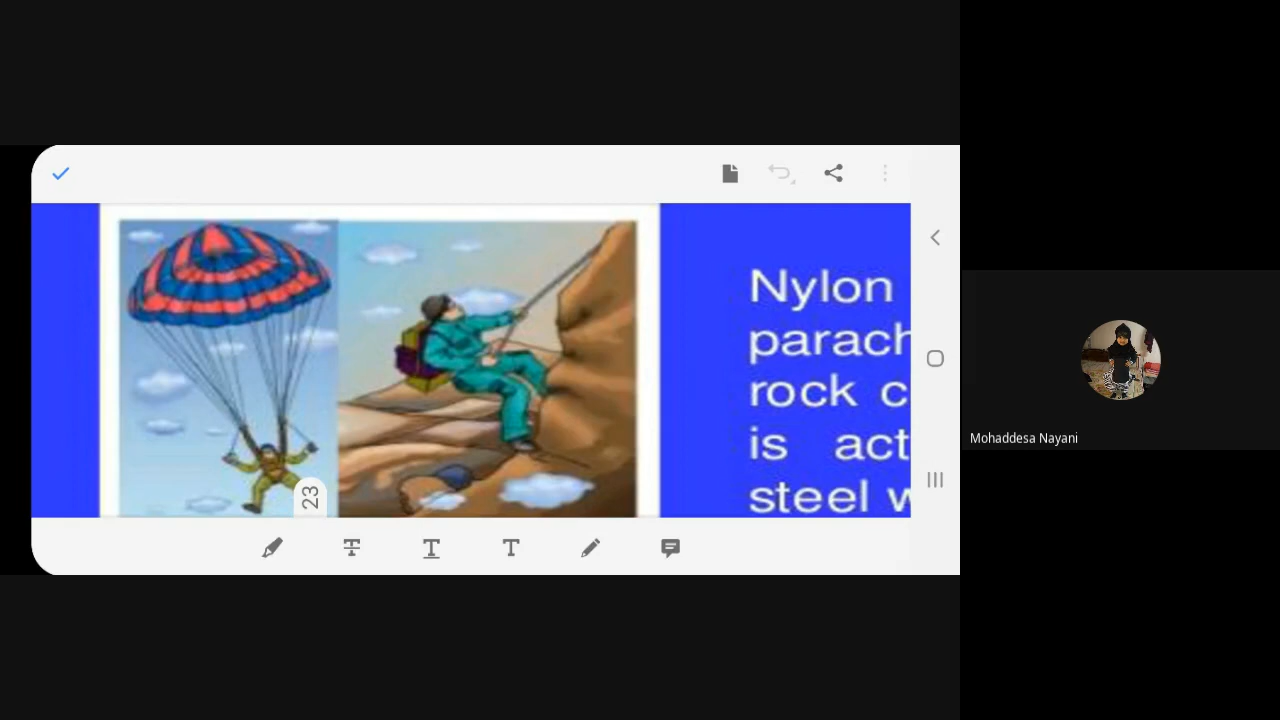 Nylon
parach
rock c
is act
steel w
23
Mohaddesa Nayani